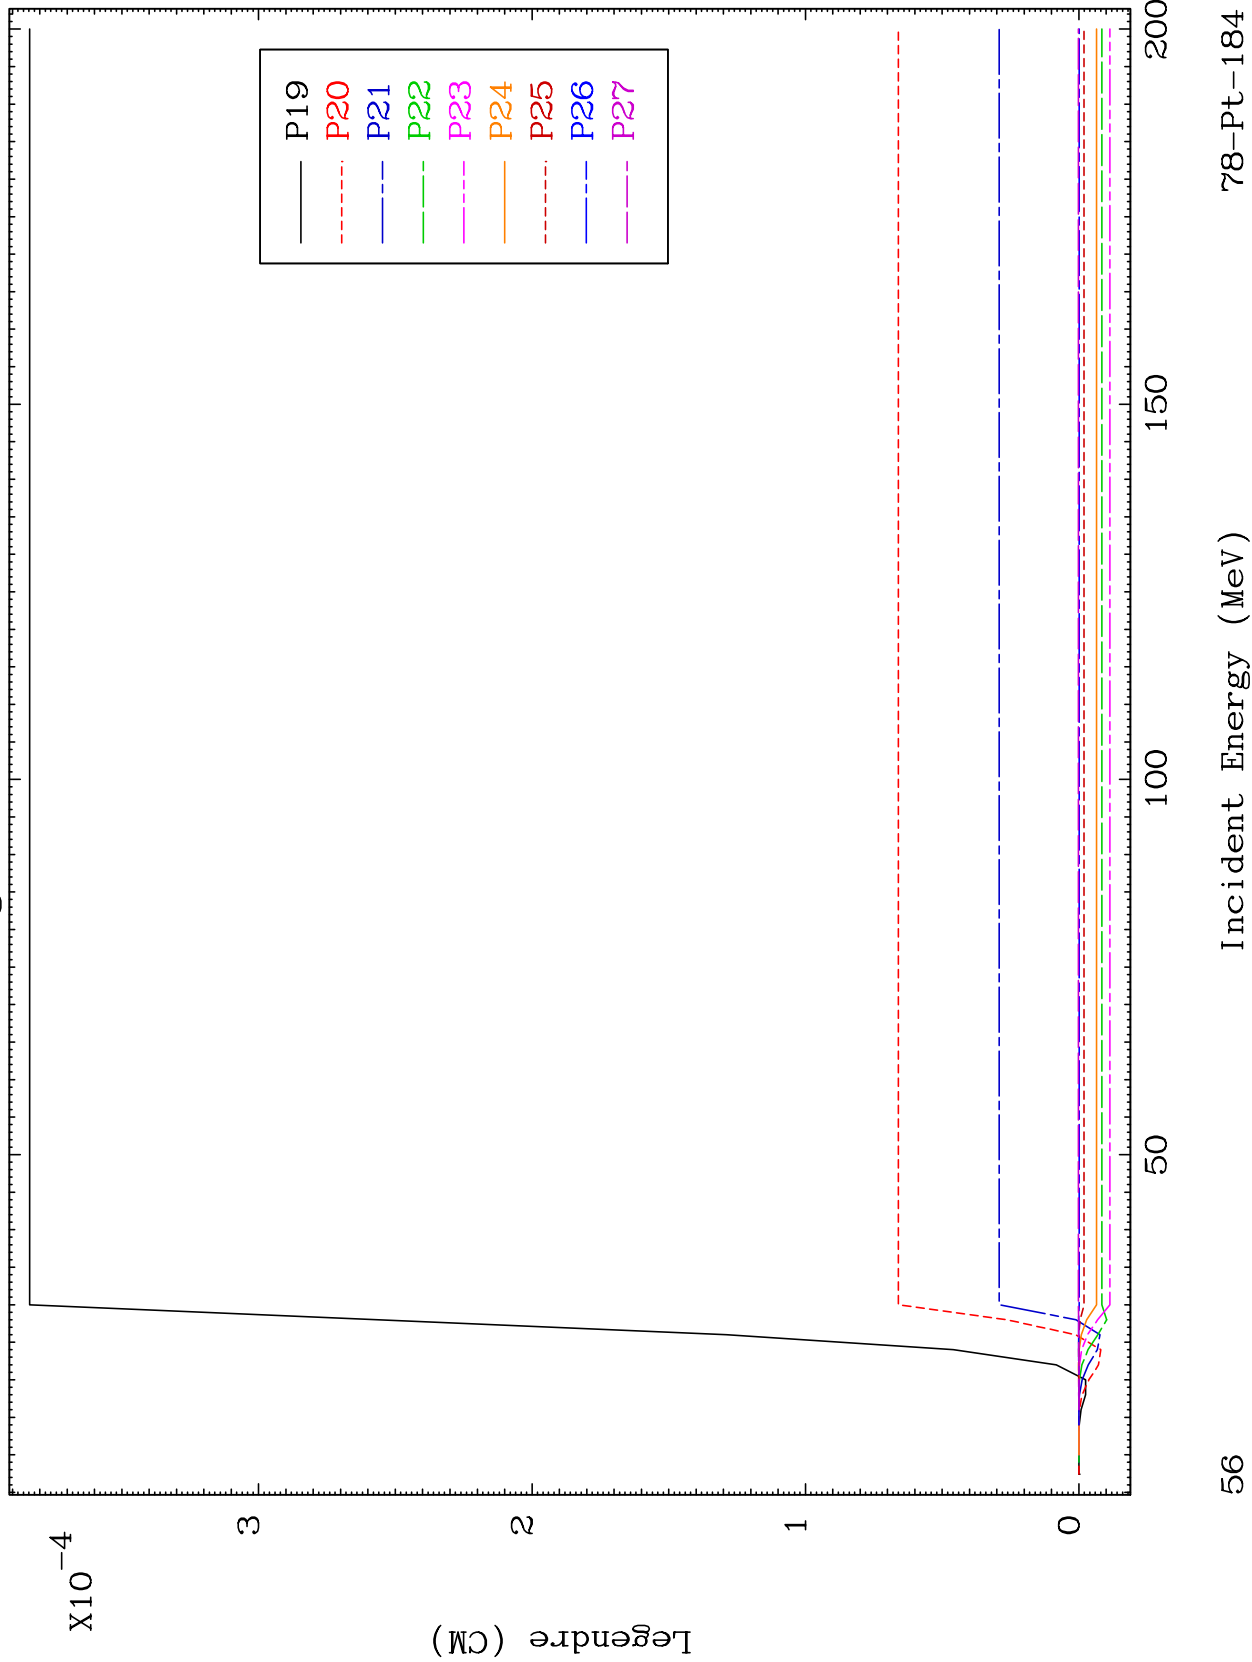 X10-4
Legendre (CM)
3
2
1
0
P19
P20
P21
P22
P23
P24
P25
P26
P27
50
100
150
200
Incident Energy (MeV)
56
78-Pt-184